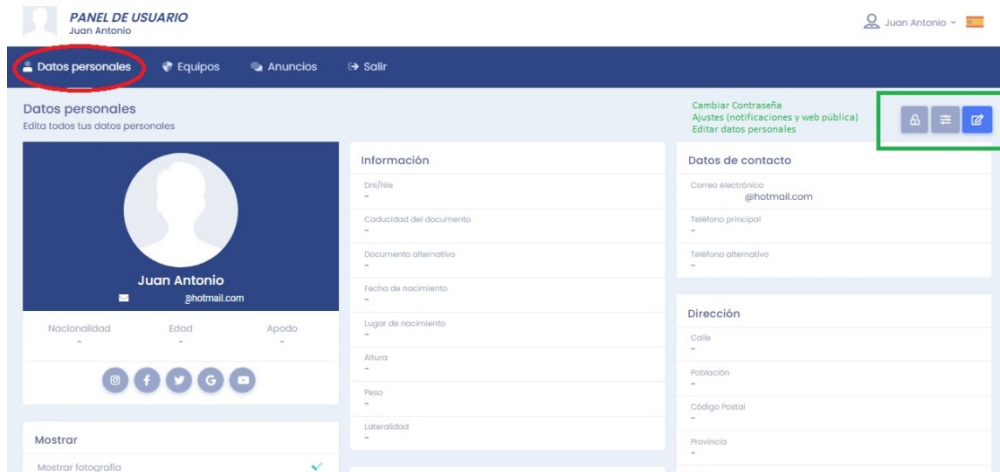 PANEL DE USUARIO
Juan Antonio
Juan Antonio
Datos personales
Equipos
Anuncios
Salir
Datos personales
Edita todos tus datos personales
Cambiar Contraseña
Ajustes (notificaciones y web pública)
Editar datos personales
Juan Antonio
@hotmail.com
Nacionalidad
Edad
Apodo
-
-
-
Mostrar
Mostrar fotografía
Información
Dni/Nie
-
Caducidad del documento
-
Documento alternativo
-
Fecha de nacimiento
-
Lugar de nacimiento
-
Altura
-
Peso
-
Lateralidad
-
Datos de contacto
Correo electrónico
@hotmail.com
Teléfono principal
-
Teléfono alternativo
-
Dirección
Calle
-
Población
-
Código Postal
-
Provincia
-